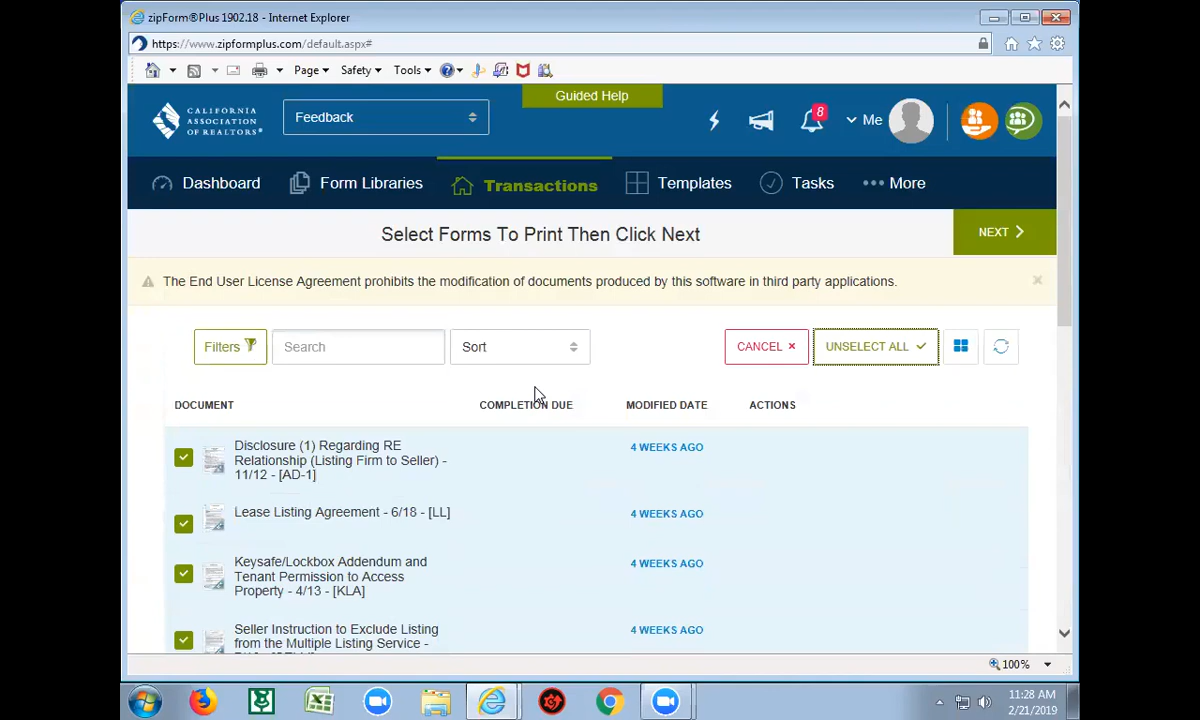 zipForm®Plus 1902.18 - Internet Explorer
https://www.zipformplus.com/default.aspx#
Page Safety Tools
Guided Help
CALIFORNIA
ASSOCIATION
OF REALTORS®
Feedback
8
Me
Dashboard Form Libraries Transactions Templates Tasks More
Select Forms To Print Then Click Next
NEXT
The End User License Agreement prohibits the modification of documents produced by this software in third party applications.
Filters Search Sort CANCEL × UNSELECT ALL
DOCUMENT COMPLETION DUE MODIFIED DATE ACTIONS
Disclosure (1) Regarding RE
Relationship (Listing Firm to Seller) -
11/12 - [AD-1]
4 WEEKS AGO
Lease Listing Agreement - 6/18 - [LL]
4 WEEKS AGO
Keysafe/Lockbox Addendum and
Tenant Permission to Access
Property - 4/13 - [KLA]
4 WEEKS AGO
Seller Instruction to Exclude Listing
from the Multiple Listing Service -
4 WEEKS AGO
100%
11:28 AM
2/21/2019